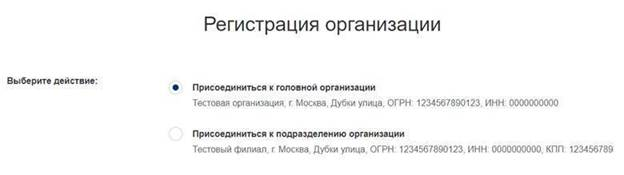 Регистрация организации
Выберите действие:
Присоединиться к головной организации
Тестовая организация, г. Москва, Дубки улица, ОГРН: 1234567890123, ИНН: 0000000000
Присоединиться к подразделению организации
Тестовый филиал, г. Москва, Дубки улица, ОГРН: 1234567890123, ИНН: 0000000000, КПП: 123456789